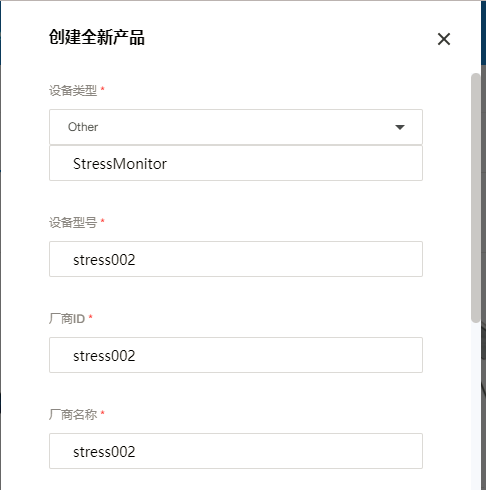 创建全新产品
设备类型 *
Other
StressMonitor
设备型号 *
stress002
厂商ID *
stress002
厂商名称 *
stress002